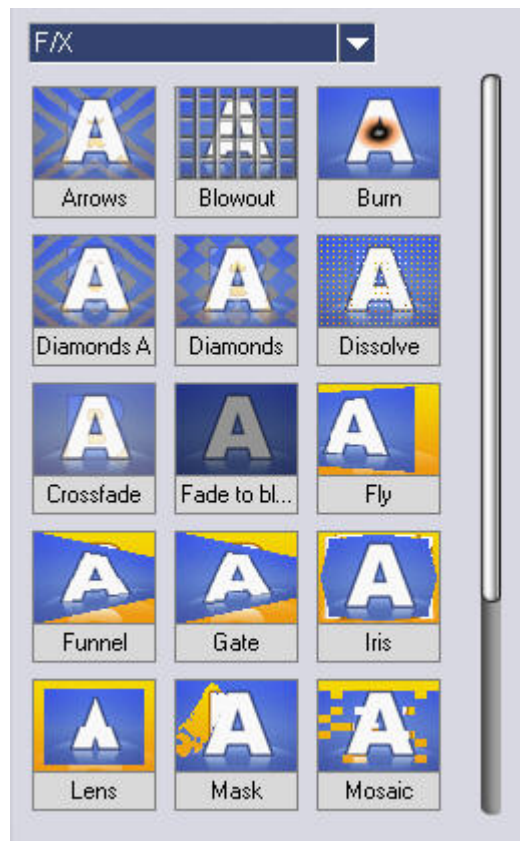 F/X
A A A
Arrows Blowout Burn
A A A
Diamonds A Diamonds Dissolve
A A A
Crossfade Fade to bl... Fly
A A A
Funnel Gate Iris
A A A
Lens Mask Mosaic